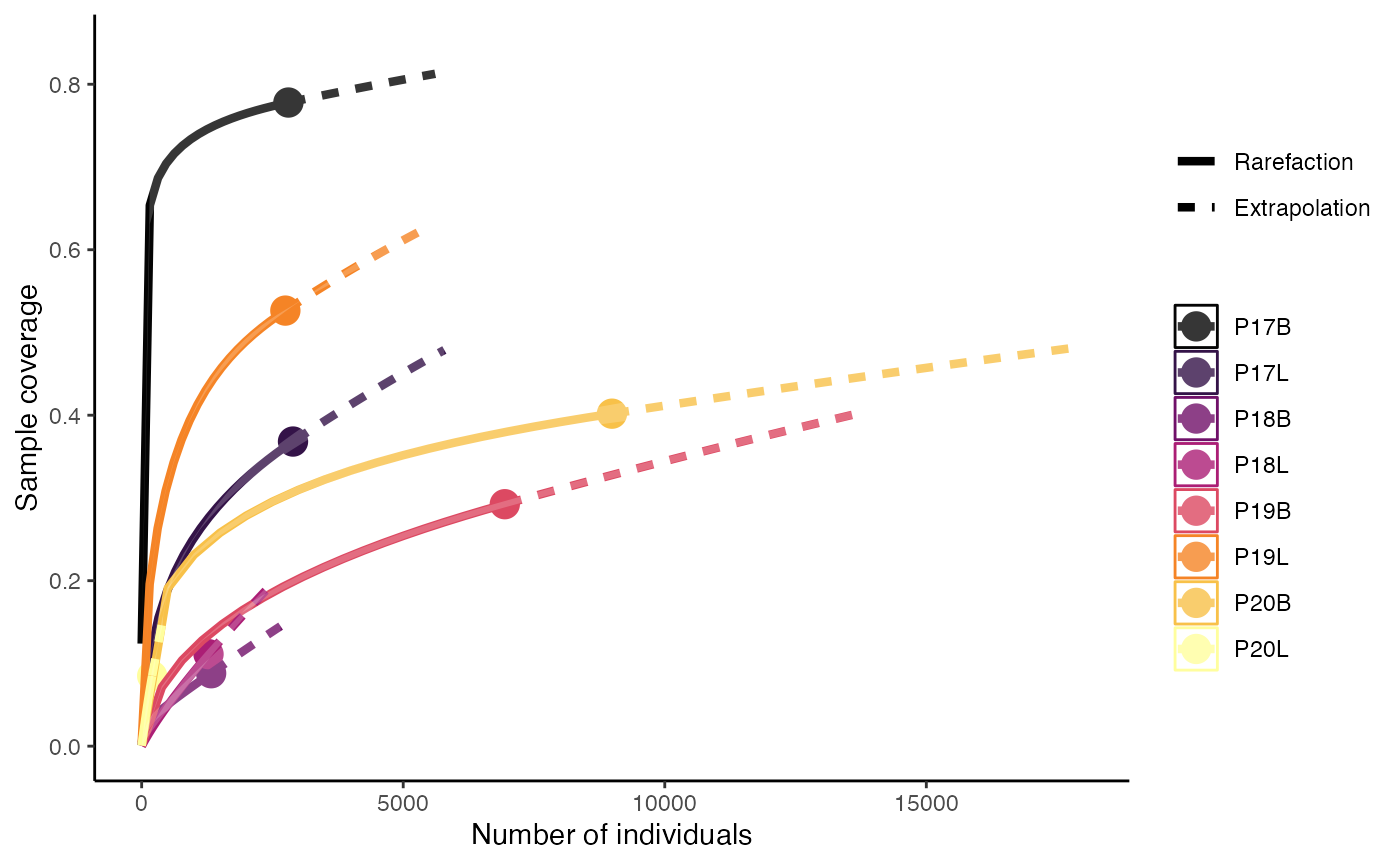 0.8
0.6
0.4
0.2
0.0
Sample coverage
0
5000
10000
15000
Number of individuals
Rarefaction
Extrapolation
P17B
P17L
P18B
P18L
P19B
P19L
P20B
P20L